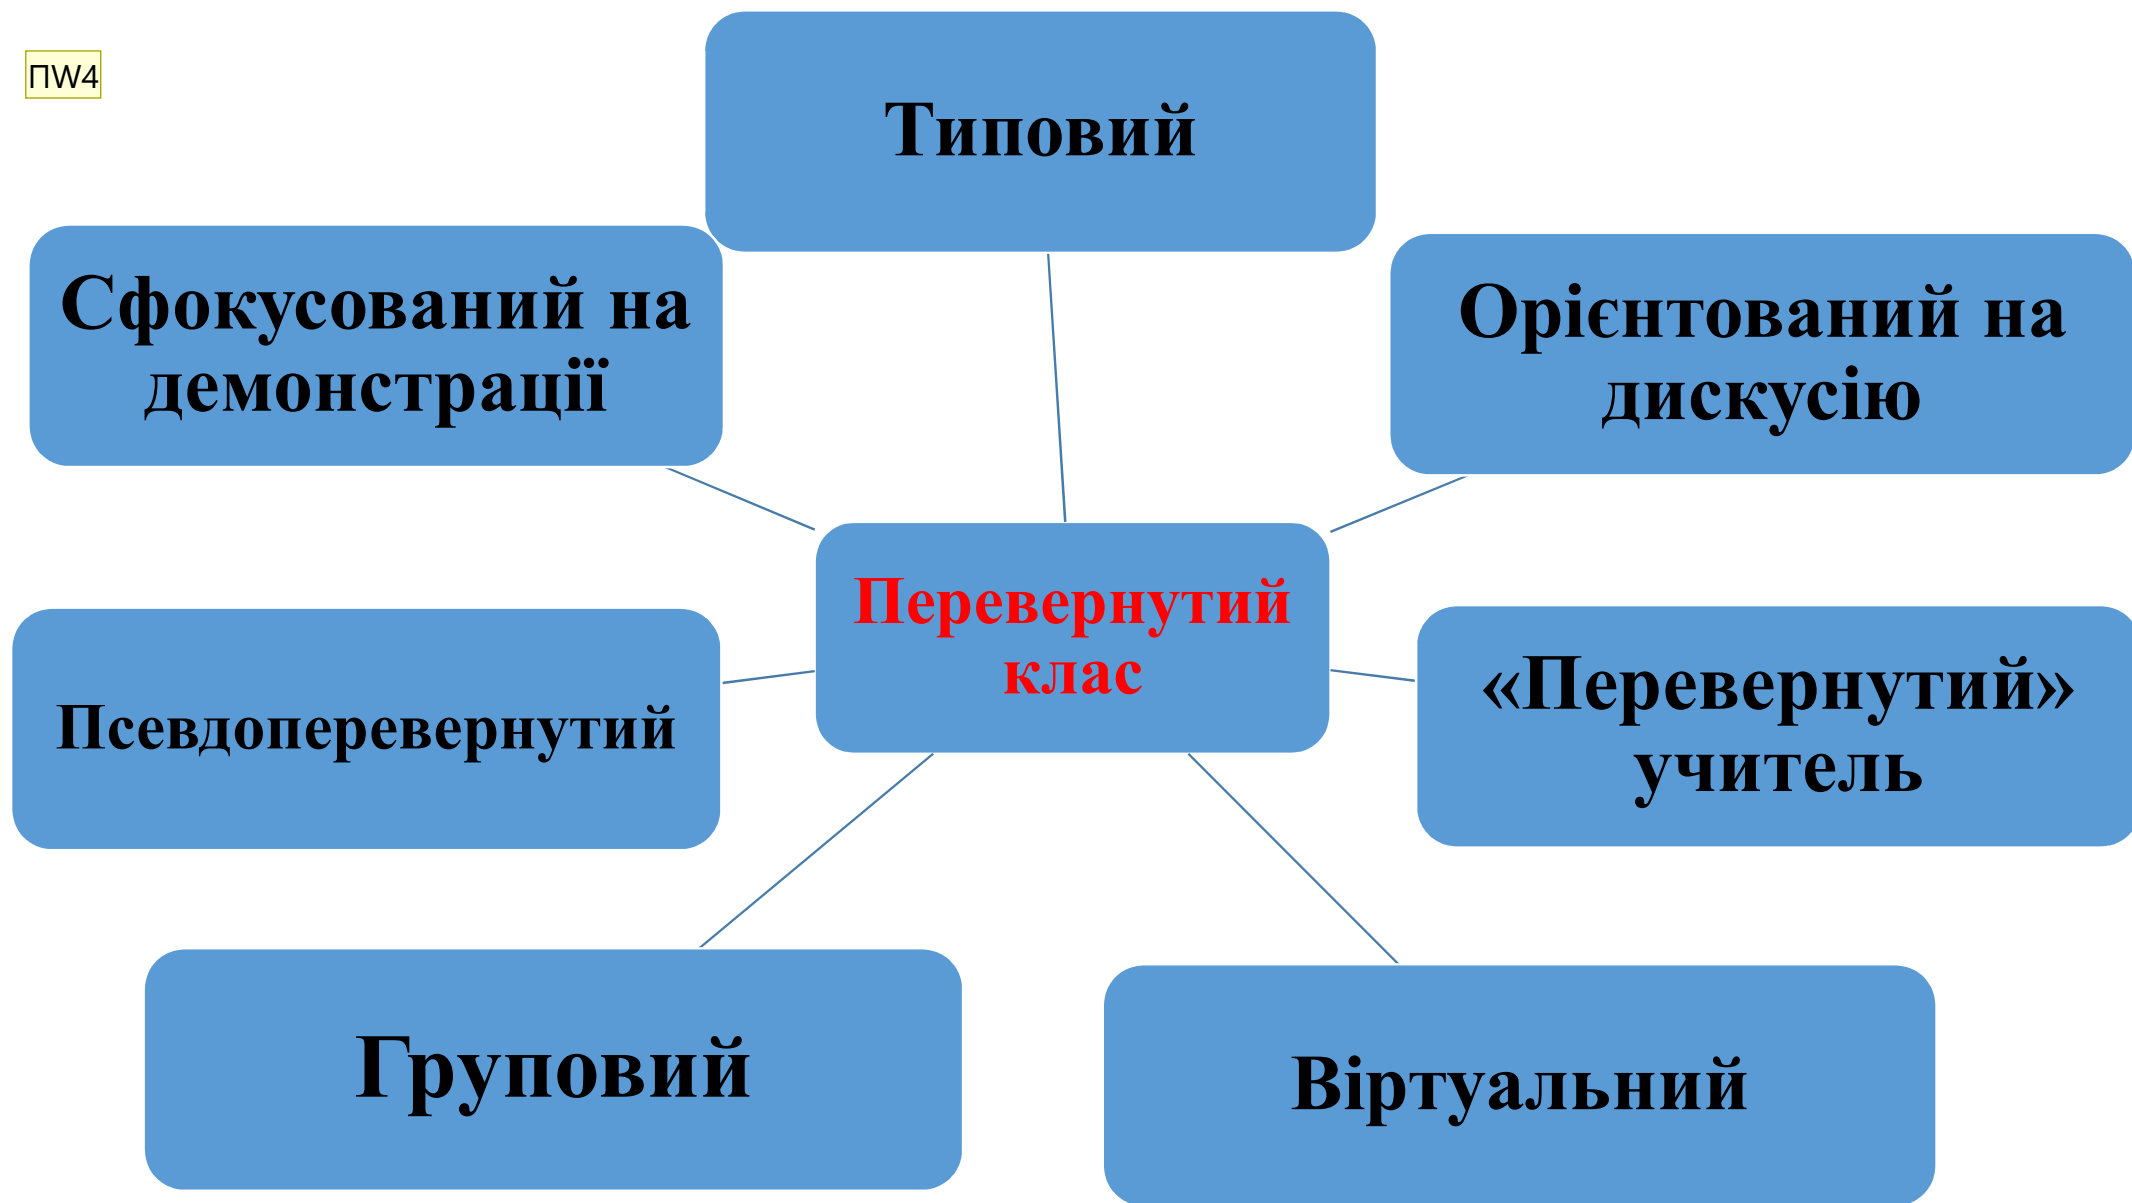 ПW4
Типовий
Сфокусований на
демонстрації
Орієнтований на
дискусію
Перевернутий
клас
Псевдоперевернутий
«Перевернутий»
учитель
Груповий
Віртуальний